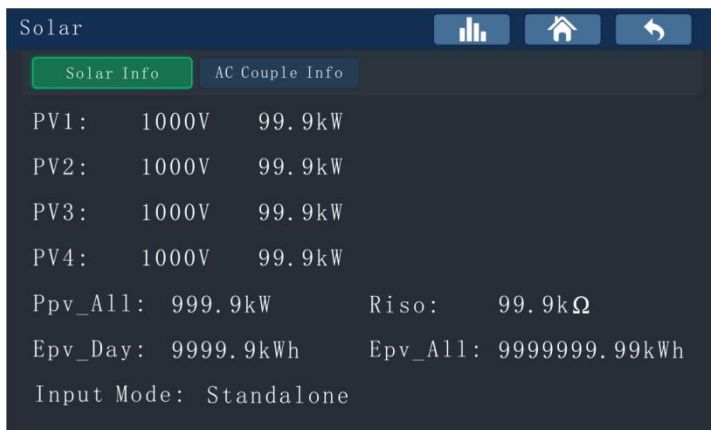 Solar
Solar Info AC Couple Info
PV1: 1000V 99.9kW
PV2: 1000V 99.9kW
PV3: 1000V 99.9kW
PV4: 1000V 99.9kW
Ppv_All: 999.9kW Riso: 99.9kΩ
Epv_Day: 9999.9kWh Epv_All: 9999999.99kWh
Input Mode: Standalone